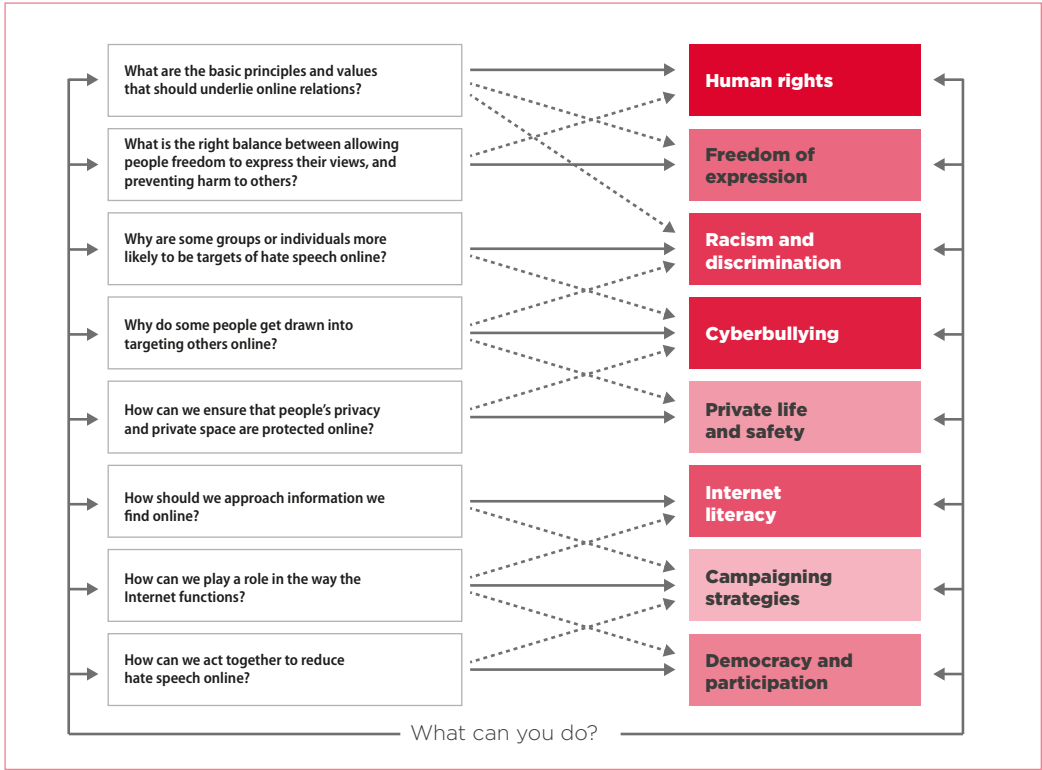 What are the basic principles and values
that should underlie online relations?
Human rights
What is the right balance between allowing
people freedom to express their views, and
preventing harm to others?
Freedom of
expression
Why are some groups or individuals more
likely to be targets of hate speech online?
Racism and
discrimination
Why do some people get drawn into
targeting others online?
Cyberbullying
How can we ensure that people’s privacy
and private space are protected online?
Private life
and safety
How should we approach information we
find online?
Internet
literacy
How can we play a role in the way the
Internet functions?
Campaigning
strategies
How can we act together to reduce
hate speech online?
Democracy and
participation
What can you do?